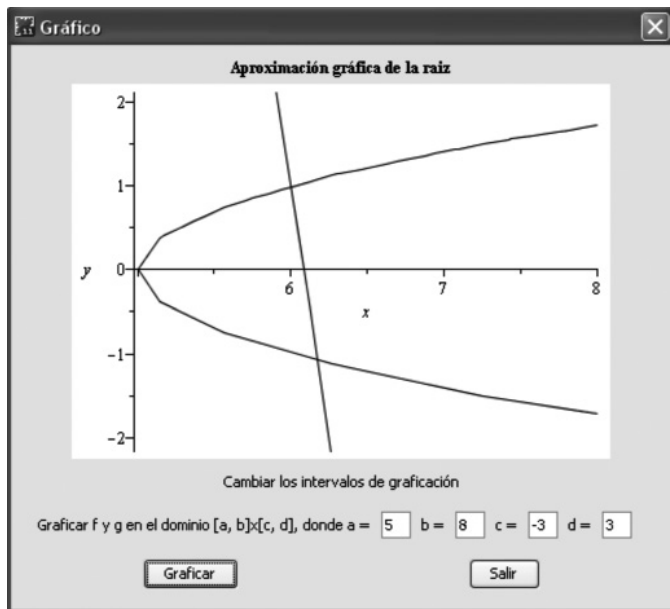 Gráfico
Aproximación gráfica de la raiz
2
1
y 0
6 7 8
x
-1
-2
Cambiar los intervalos de graficación
Graficar f y g en el dominio [a, b]x[c, d], donde a = 5 b = 8 c = -3 d = 3
Graficar Salir